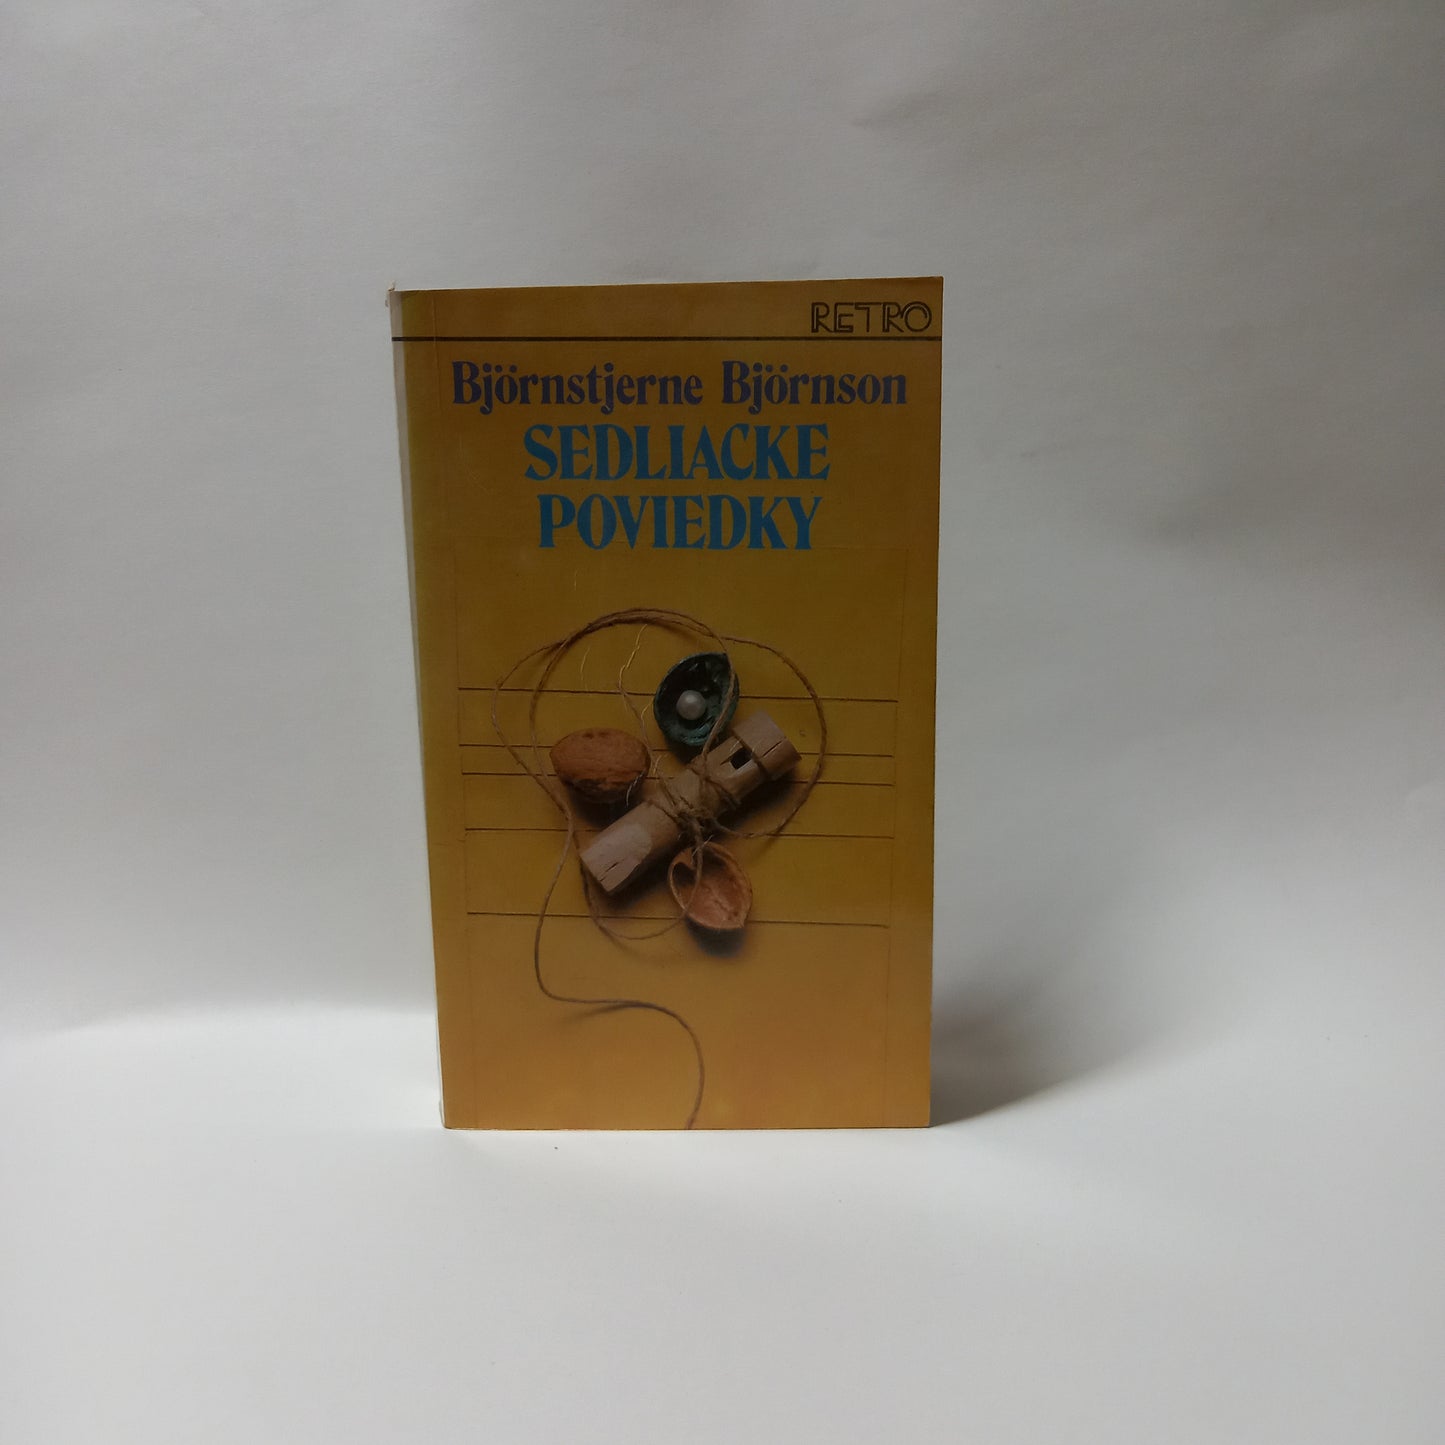 RETRO
Björnstjerne Björnson
SEDLIACKE
POVIEDKY